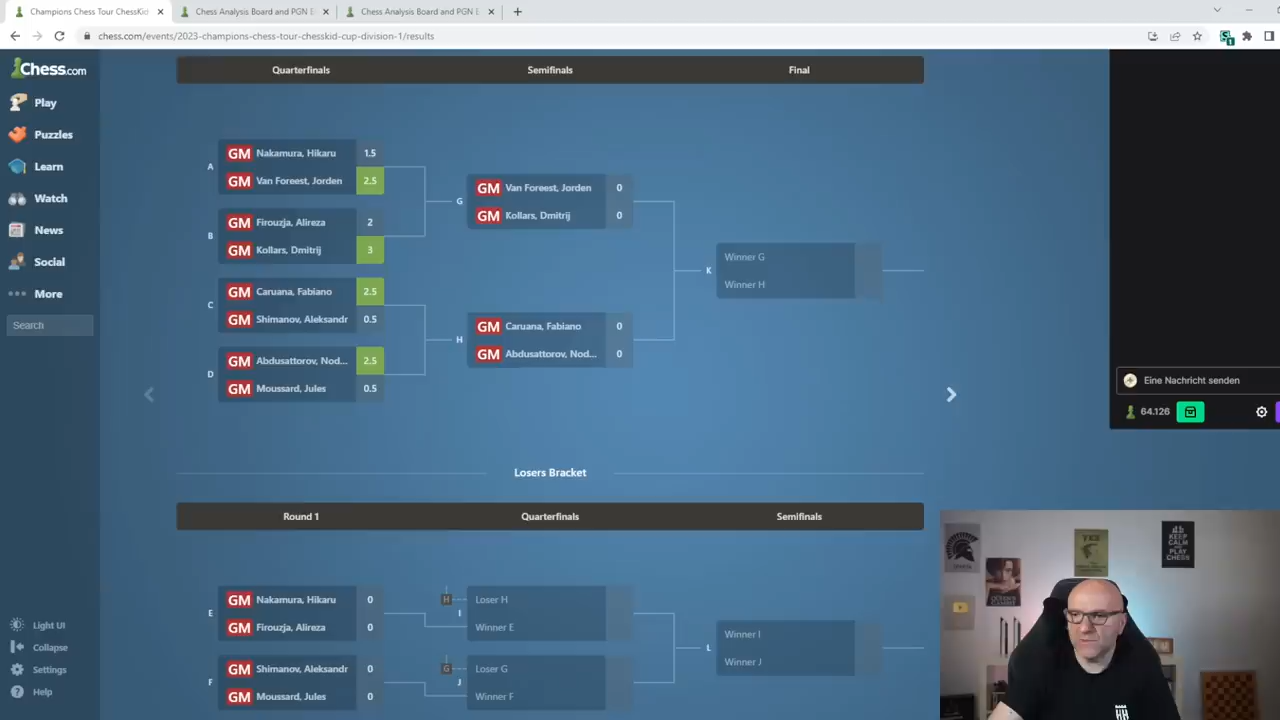 Champions Chess Tour ChessKid
Chess Analysis Board and PGN E
Chess Analysis Board and PGN E
chess.com/events/2023-champions-chess-tour-chesskid-cup-division-1/results
Chess.com
Play
Puzzles
Learn
Watch
News
Social
More
Search
Light UI
Collapse
Settings
Help
Quarterfinals
Semifinals
Final
A
GM Nakamura, Hikaru 1.5
GM Van Foreest, Jorden 2.5
B
GM Firouzja, Alireza 2
GM Kollars, Dmitrij 3
C
GM Caruana, Fabiano 2.5
GM Shimanov, Aleksandr 0.5
D
GM Abdusattorov, Nod... 2.5
GM Moussard, Jules 0.5
G
GM Van Foreest, Jorden 0
GM Kollars, Dmitrij 0
H
GM Caruana, Fabiano 0
GM Abdusattorov, Nod... 0
K
Winner G
Winner H
Losers Bracket
Round 1
Quarterfinals
Semifinals
E
GM Nakamura, Hikaru 0
GM Firouzja, Alireza 0
F
GM Shimanov, Aleksandr 0
GM Moussard, Jules 0
H
I
Loser H
Winner E
G
J
Loser G
Winner F
L
Winner I
Winner J
Eine Nachricht senden
64.126
YES
KEEP
CALM
AND
PLAY
CHESS